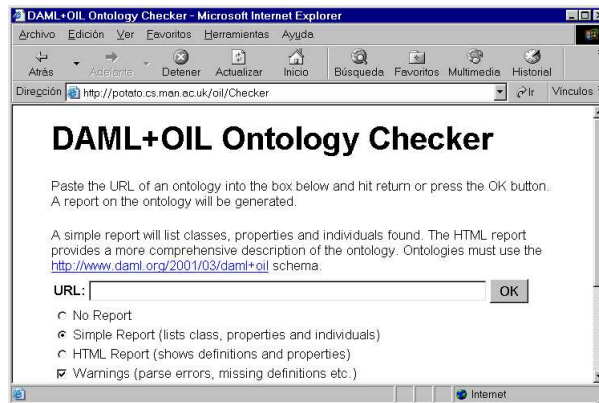 DAML+OIL Ontology Checker - Microsoft Internet Explorer
Archivo Edición Ver Favoritos Herramientas Ayuda
Atrás Adelante Detener Actualizar Inicio Búsqueda Favoritos Multimedia Historial
Dirección http://potato.cs.man.ac.uk/oil/Checker Ir Vínculos
DAML+OIL Ontology Checker
Paste the URL of an ontology into the box below and hit return or press the OK button.
A report on the ontology will be generated.
A simple report will list classes, properties and individuals found. The HTML report
provides a more comprehensive description of the ontology. Ontologies must use the
http://www.daml.org/2001/03/daml+oil schema.
URL: OK
No Report
Simple Report (lists class, properties and individuals)
HTML Report (shows definitions and properties)
Warnings (parse errors, missing definitions etc.)
Internet